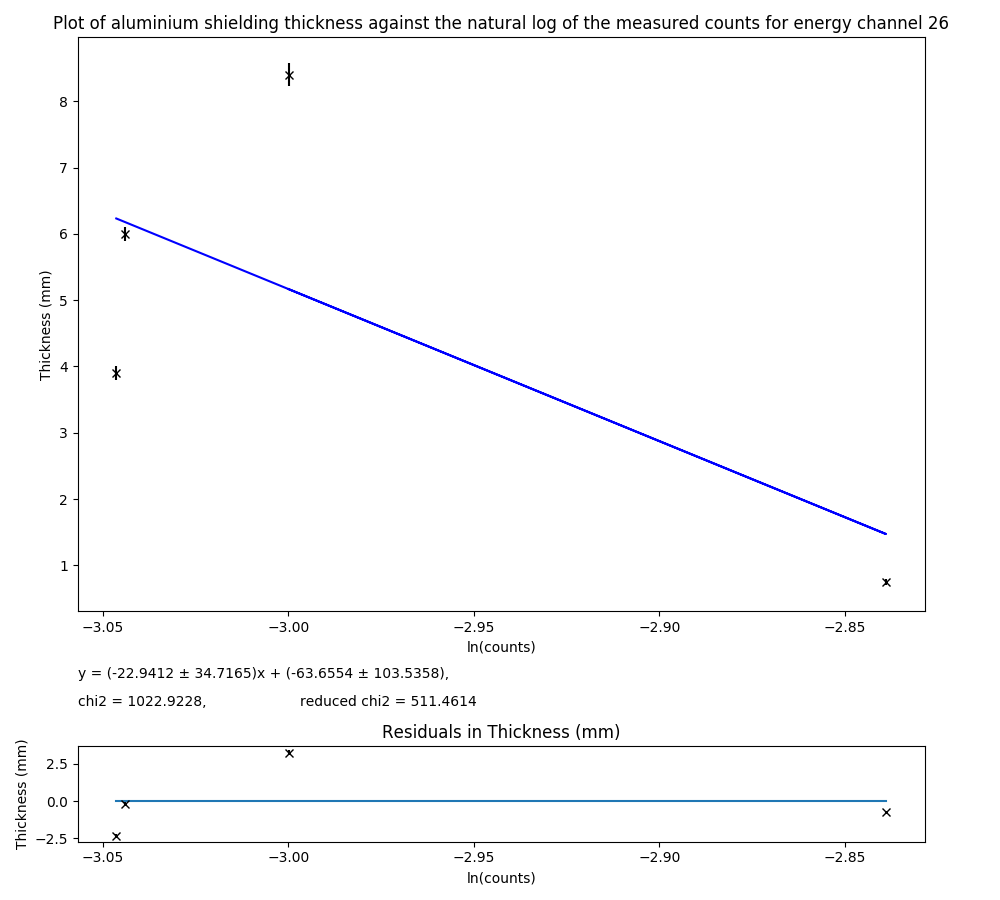 Plot of aluminium shielding thickness against the natural log of the measured counts for energy channel 26
Thickness (mm)
8
7
6
5
4
3
2
1
−3.05 −3.00 −2.95 −2.90 −2.85
ln(counts)
y = (-22.9412 ± 34.7165)x + (-63.6554 ± 103.5358),
chi2 = 1022.9228, reduced chi2 = 511.4614
Residuals in Thickness (mm)
Thickness (mm)
2.5
0.0
−2.5
−3.05 −3.00 −2.95 −2.90 −2.85
ln(counts)